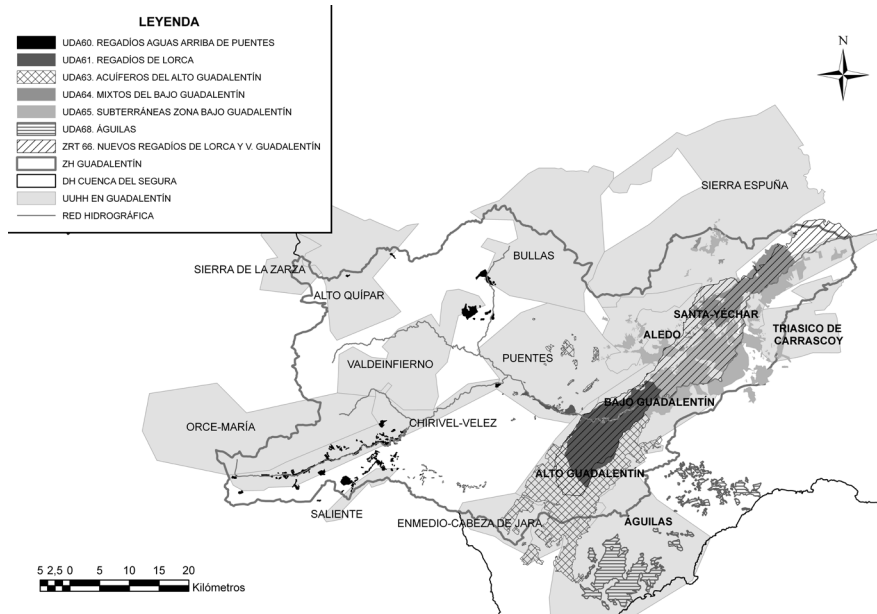 LEYENDA
UDA60. REGADÍOS AGUAS ARRIBA DE PUENTES
UDA61. REGADÍOS DE LORCA
UDA63. ACUÍFEROS DEL ALTO GUADALENTÍN
UDA64. MIXTOS DEL BAJO GUADALENTÍN
UDA65. SUBTERRÁNEAS ZONA BAJO GUADALENTÍN
UDA68. ÁGUILAS
ZRT 66. NUEVOS REGADÍOS DE LORCA Y V. GUADALENTÍN
ZH GUADALENTÍN
DH CUENCA DEL SEGURA
UUHH EN GUADALENTÍN
RED HIDROGRÁFICA
N
SIERRA ESPUÑA
BULLAS
SIERRA DE LA ZARZA
ALTO QUÍPAR
SANTA-YÉCHAR
ALEDO
TRIASICO DE
CARRASCOY
PUENTES
VALDEINFIERNO
BAJO GUADALENTÍN
ORCE-MARÍA
CHIRIVEL-VELEZ
ALTO GUADALENTÍN
SALIENTE
ENMEDIO-CABEZA DE JARA
ÁGUILAS
5 2,5 0 5 10 15 20
Kilómetros